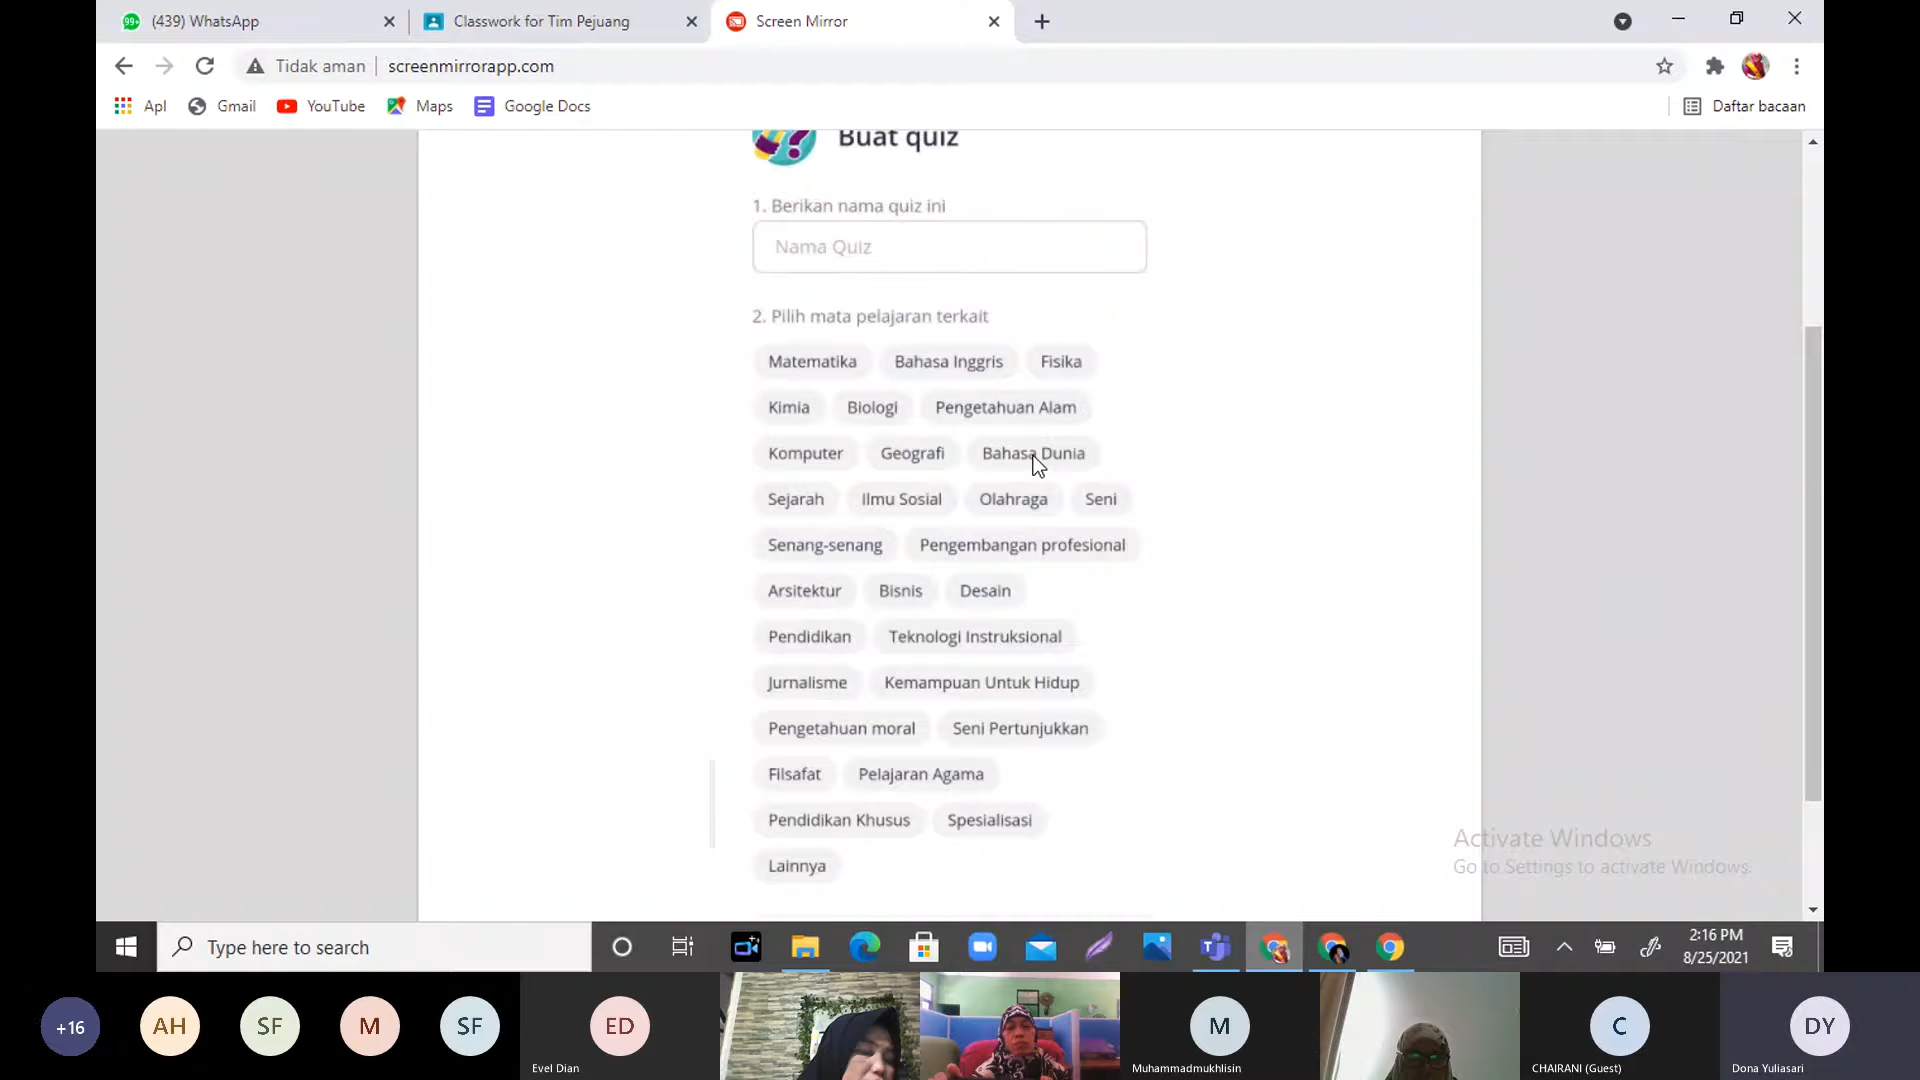 (439) WhatsApp
Classwork for Tim Pejuang
Screen Mirror
Tidak aman
screenmirrorapp.com
Apl
Gmail
YouTube
Maps
Google Docs
Daftar bacaan
Buat quiz
1. Berikan nama quiz ini
Nama Quiz
2. Pilih mata pelajaran terkait
Matematika Bahasa Inggris Fisika
Kimia Biologi Pengetahuan Alam
Komputer Geografi Bahasa Dunia
Sejarah Ilmu Sosial Olahraga Seni
Senang-senang Pengembangan profesional
Arsitektur Bisnis Desain
Pendidikan Teknologi Instruksional
Jurnalisme Kemampuan Untuk Hidup
Pengetahuan moral Seni Pertunjukkan
Filsafat Pelajaran Agama
Pendidikan Khusus Spesialisasi
Lainnya
Activate Windows
Go to Settings to activate Windows.
Type here to search
2:16 PM
8/25/2021
+16
AH
SF
M
SF
ED
Evel Dian
M
Muhammadmukhlisin
C
CHAIRANI (Guest)
DY
Dona Yuliasari